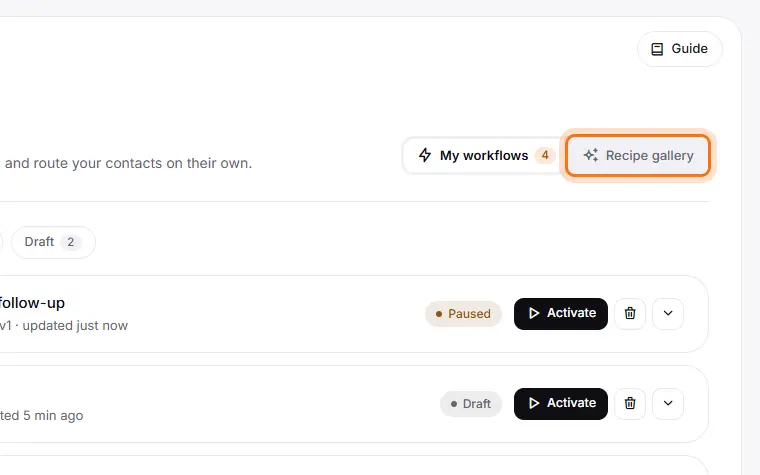 Guide
and route your contacts on their own.
My workflows 4
Recipe gallery
Draft 2
follow-up
v1 · updated just now
Paused
Activate
ted 5 min ago
Draft
Activate